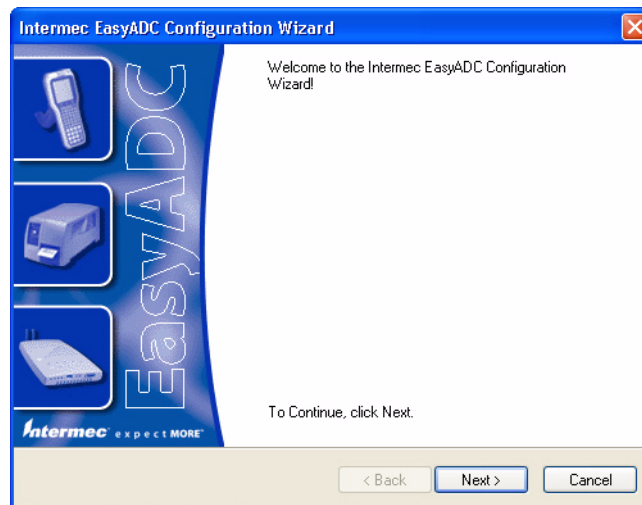 Intermec EasyADC Configuration Wizard
Welcome to the Intermec EasyADC Configuration
Wizard!
EasyADC
To Continue, click Next.
Intermec expect MORE
< Back
Next >
Cancel